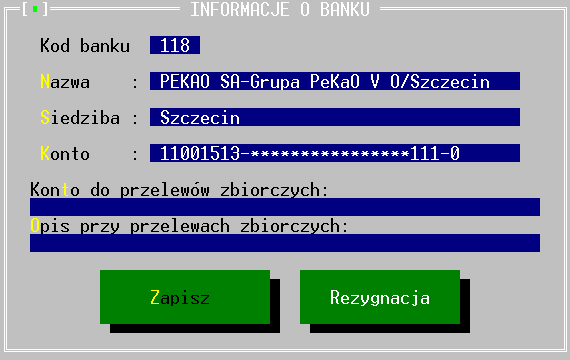 [▪] INFORMACJE O BANKU
Kod banku 118
Nazwa : PEKAO SA-Grupa PeKaO V O/Szczecin
Siedziba : Szczecin
Konto : 11001513-****************111-0
Konto do przelewów zbiorczych:
Opis przy przelewach zbiorczych:
Zapisz Rezygnacja